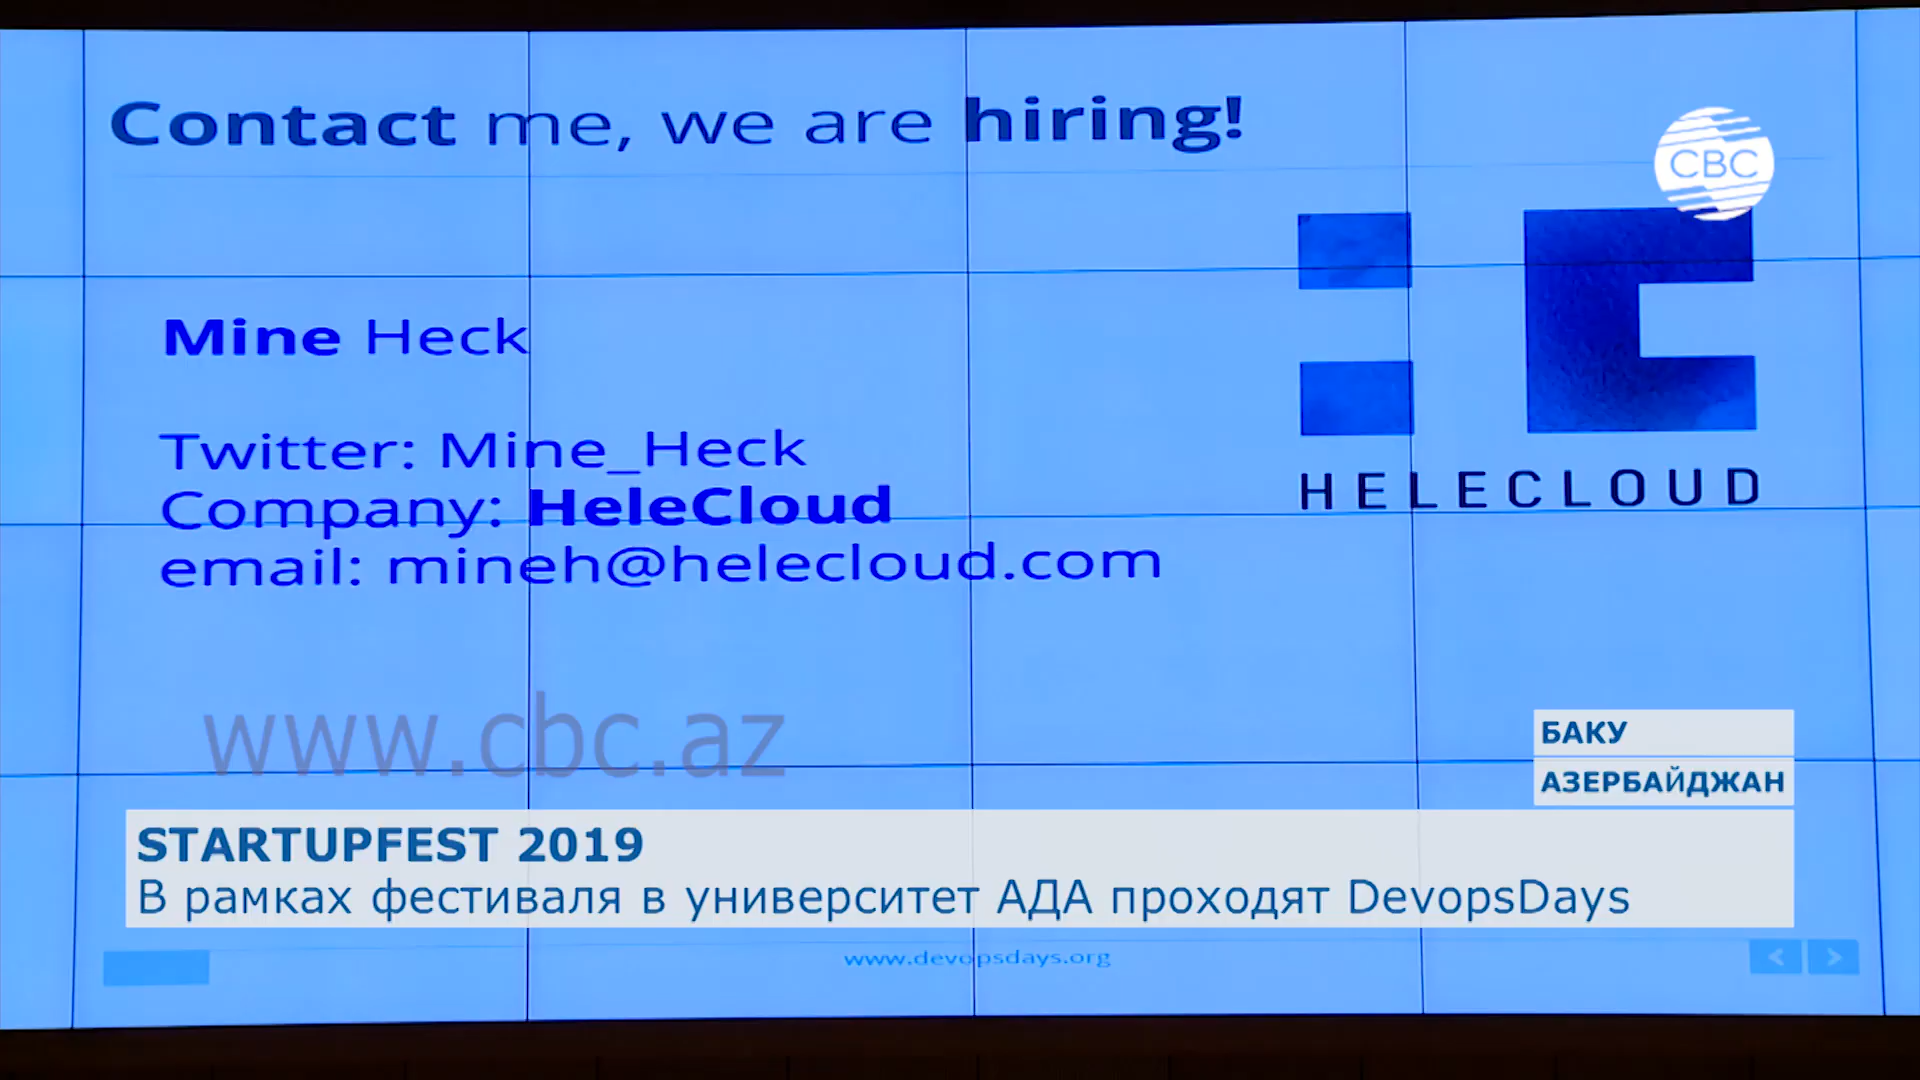 Contact me, we are hiring!
CBC
Mine Heck
Twitter: Mine_Heck
Company: HeleCloud
email: mineh@helecloud.com
HELECLOUD
www.cbc.az
БАКУ
АЗЕРБАЙДЖАН
STARTUPFEST 2019
В рамках фестиваля в университет АДА проходят DevopsDays
www.devopsdays.org